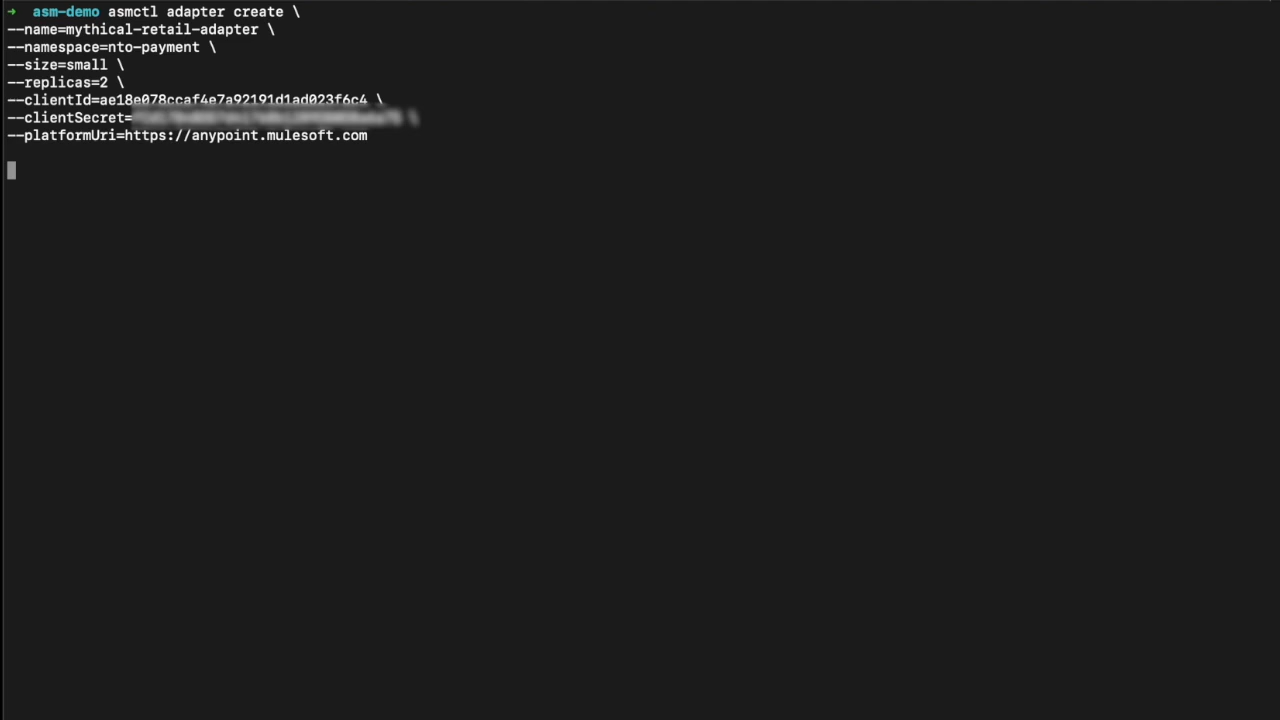 ➜ asm-demo asmctl adapter create \
--name=mythical-retail-adapter \
--namespace=nto-payment \
--size=small \
--replicas=2 \
--clientId=ae18e078ccaf4e7a92191d1ad023f6c4 \
--clientSecret=
--platformUri=https://anypoint.mulesoft.com